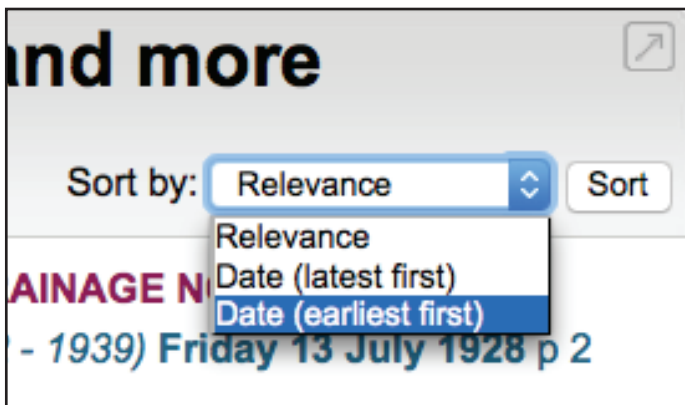 and more
Sort by: Relevance Sort
Relevance
AINAGE N
Date (latest first)
Date (earliest first)
- 1939) Friday 13 July 1928 p 2